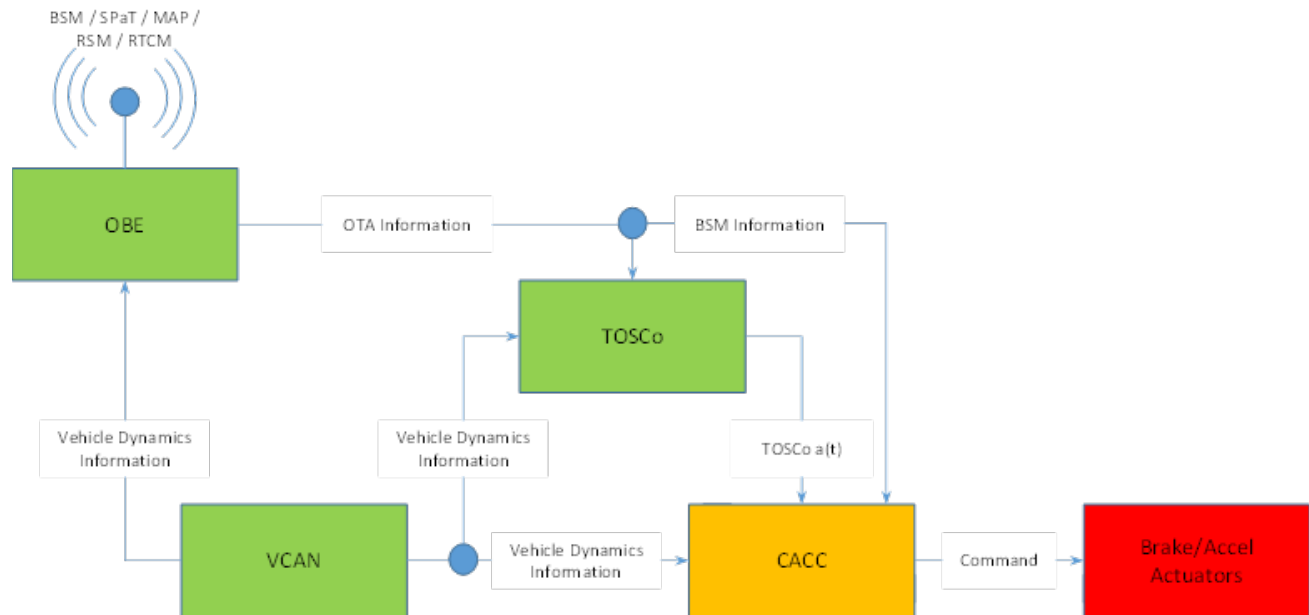 BSM / SPaT / MAP /
RSM / RTCM
OBE
OTA Information
BSM Information
TOSCo
Vehicle Dynamics
Information
Vehicle Dynamics
Information
TOSCo a(t)
VCAN
Vehicle Dynamics
Information
CACC
Command
Brake/Accel
Actuators